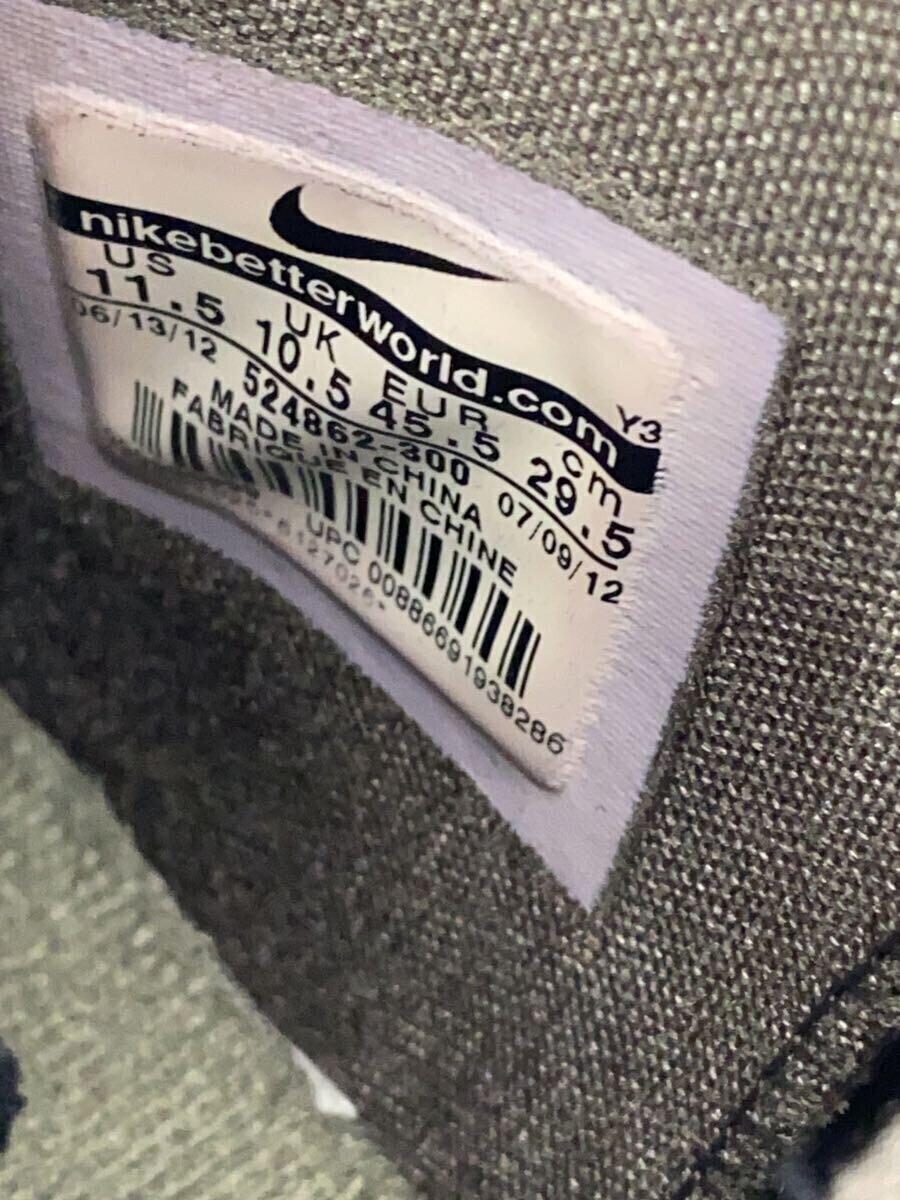 nikebetterworld.com
Y3
US UK EUR cm
11.5 10.5 45.5 29.5
06/13/12 524862-300 07/09/12
MADE IN CHINA
FABRIQUE EN CHINE
UPC 00886691938286